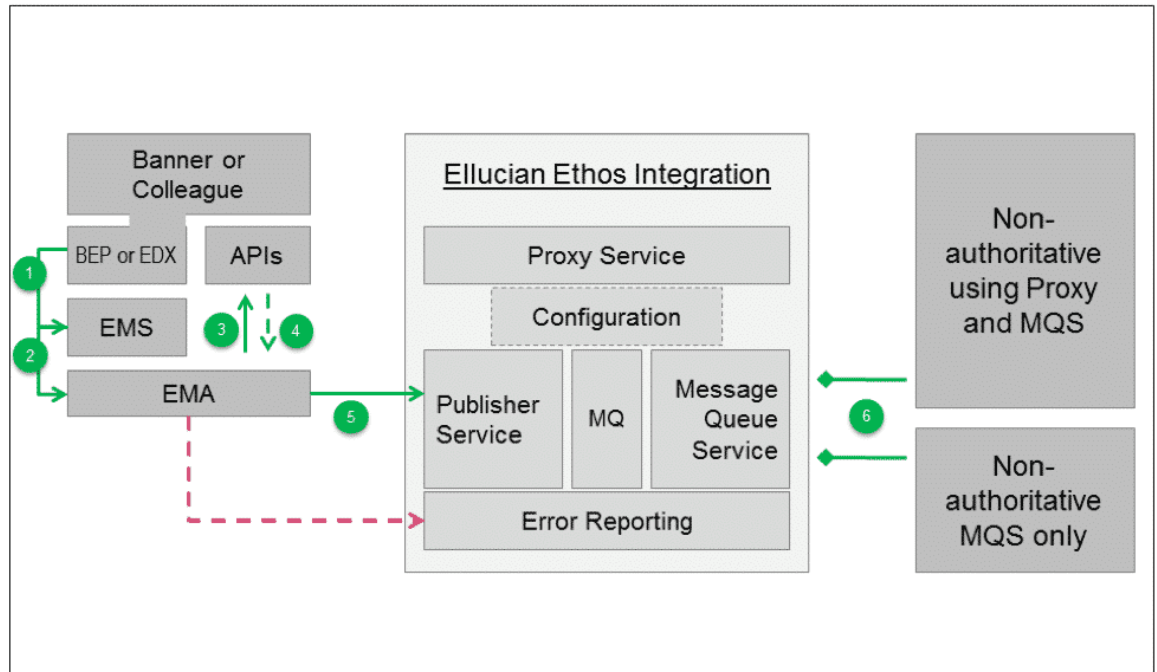 Banner or
Colleague
BEP or EDX
APIs
1
EMS
3
4
2
EMA
5
Ellucian Ethos Integration
Proxy Service
Configuration
Publisher
Service
MQ
Message
Queue
Service
Error Reporting
6
Non-
authoritative
using Proxy
and MQS
Non-
authoritative
MQS only